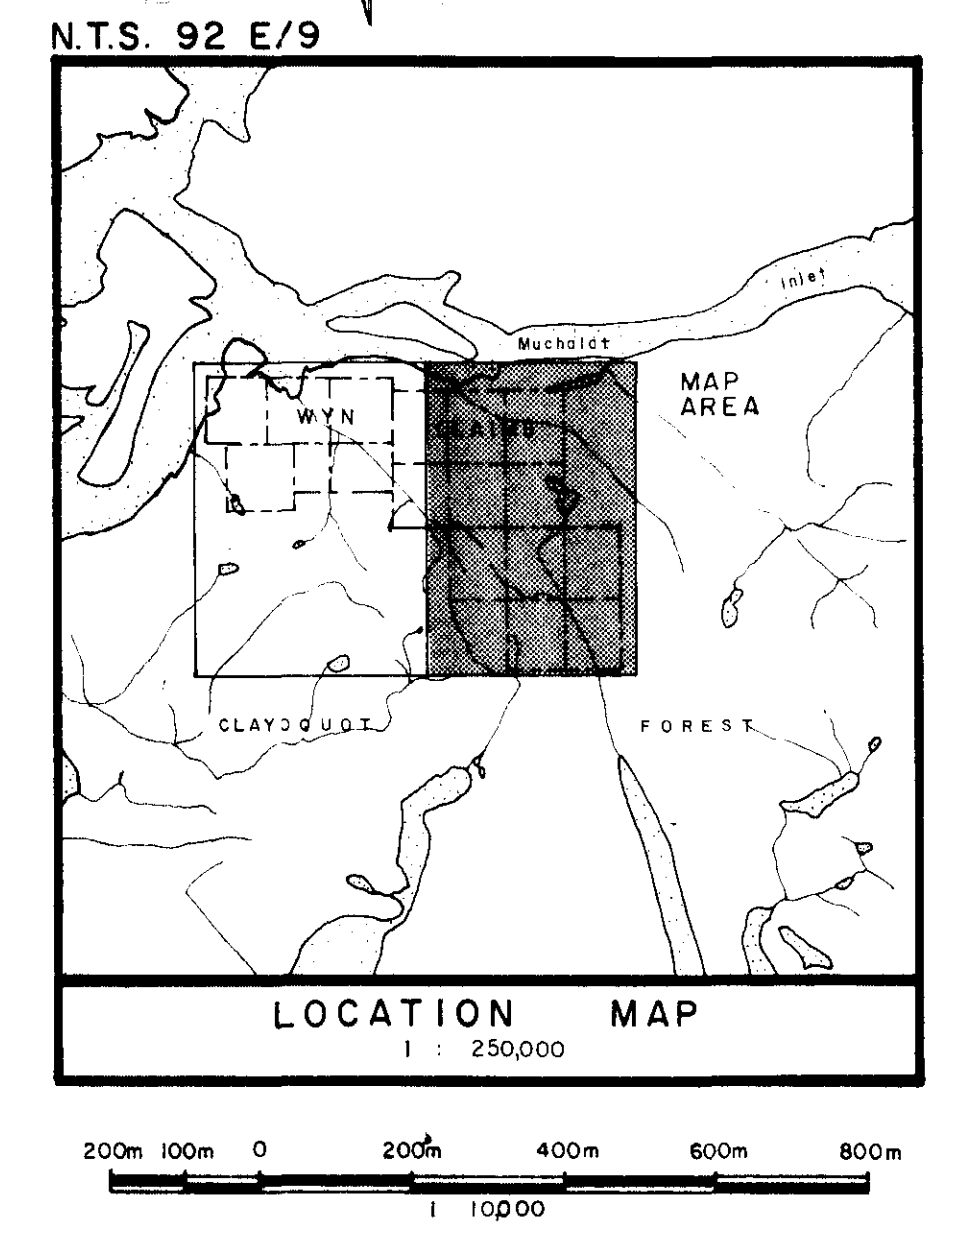 N.T.S. 92 E/9
Inlet
Muchalat
MAP
AREA
WYN CLAIMS
CLAYOQUOT FOREST
LOCATION MAP
1 : 250,000
200m 100m 0 200m 400m 600m 800m
1 10,000